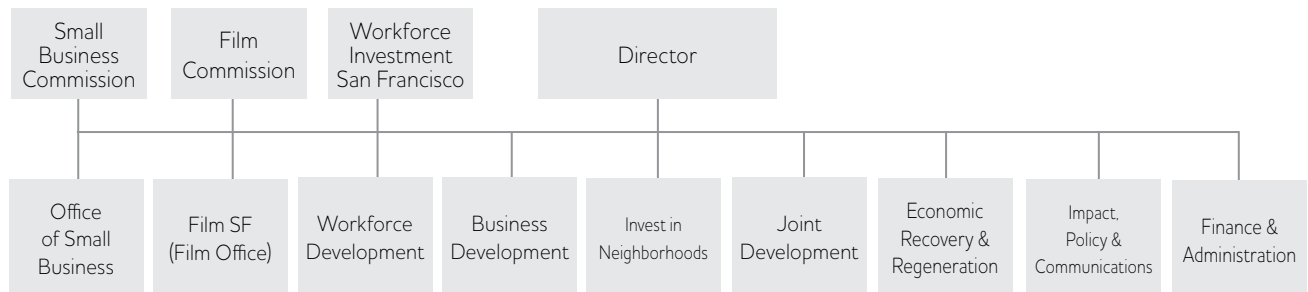 Small
Business
Commission
Film
Commission
Workforce
Investment
San Francisco
Director
Office
of Small
Business
Film SF
(Film Office)
Workforce
Development
Business
Development
Invest in
Neighborhoods
Joint
Development
Economic
Recovery &
Regeneration
Impact,
Policy &
Communications
Finance &
Administration